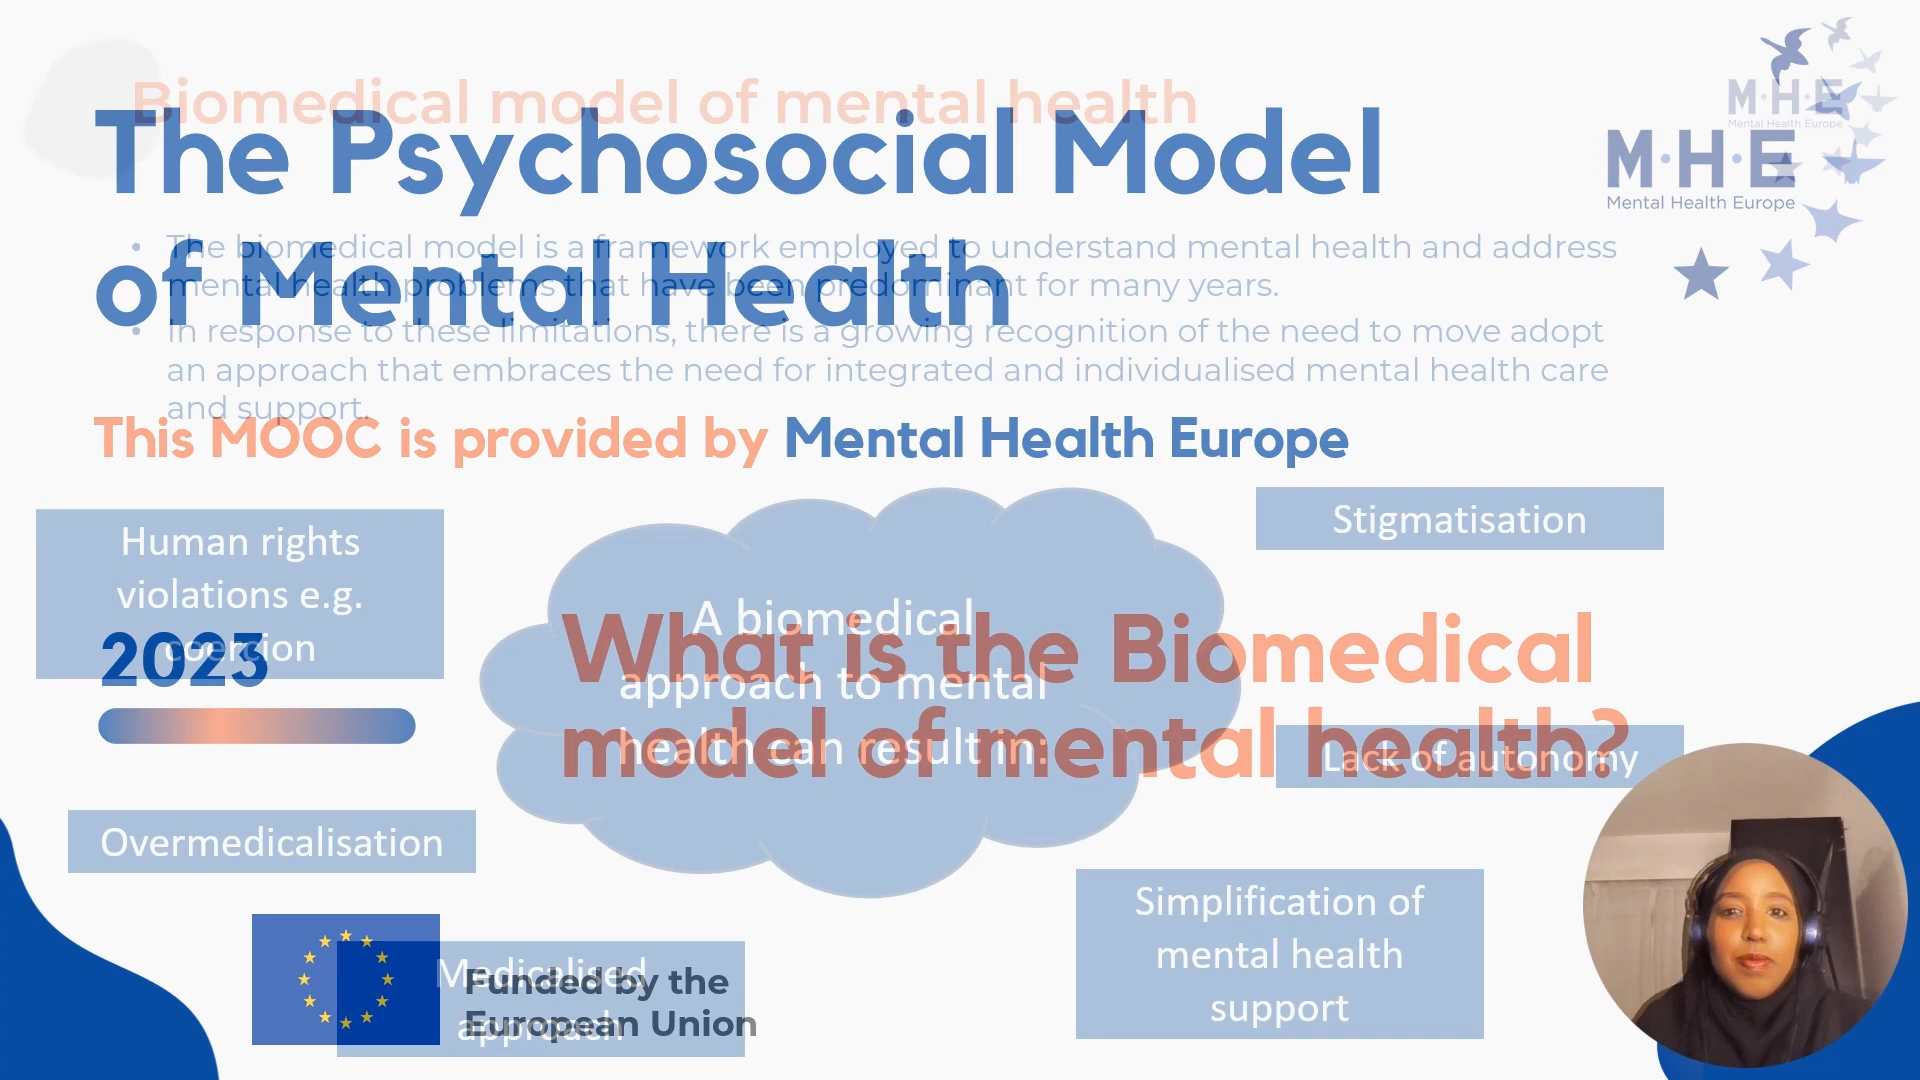 Biomedical model of mental health
The Psychosocial Model
of Mental Health
M·H·E
Mental Health Europe
M·H·E
Mental Health Europe
• The biomedical model is a framework employed to understand mental health and address
mental health problems that have been predominant for many years.
• In response to these limitations, there is a growing recognition of the need to move adopt
an approach that embraces the need for integrated and individualised mental health care
and support.
This MOOC is provided by Mental Health Europe
Human rights
violations e.g.
coercion
2023
Stigmatisation
A biomedical
approach to mental
health can result in:
What is the Biomedical
model of mental health?
Lack of autonomy
Overmedicalisation
Simplification of
mental health
support
Medicalised
approach
Funded by the
European Union